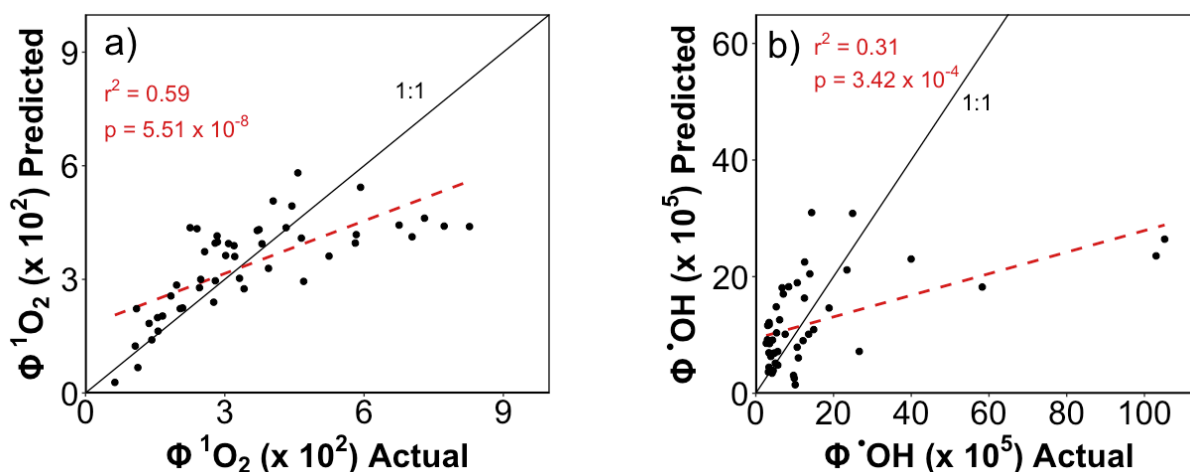 a)
r² = 0.59
p = 5.51 x 10⁻⁸
1:1
9
6
3
0
0 3 6 9
Φ ¹O₂ (x 10²) Predicted
Φ ¹O₂ (x 10²) Actual
b)
r² = 0.31
p = 3.42 x 10⁻⁴
1:1
60
40
20
0
0 20 40 60 80 100
Φ•OH (x 10⁵) Predicted
Φ•OH (x 10⁵) Actual